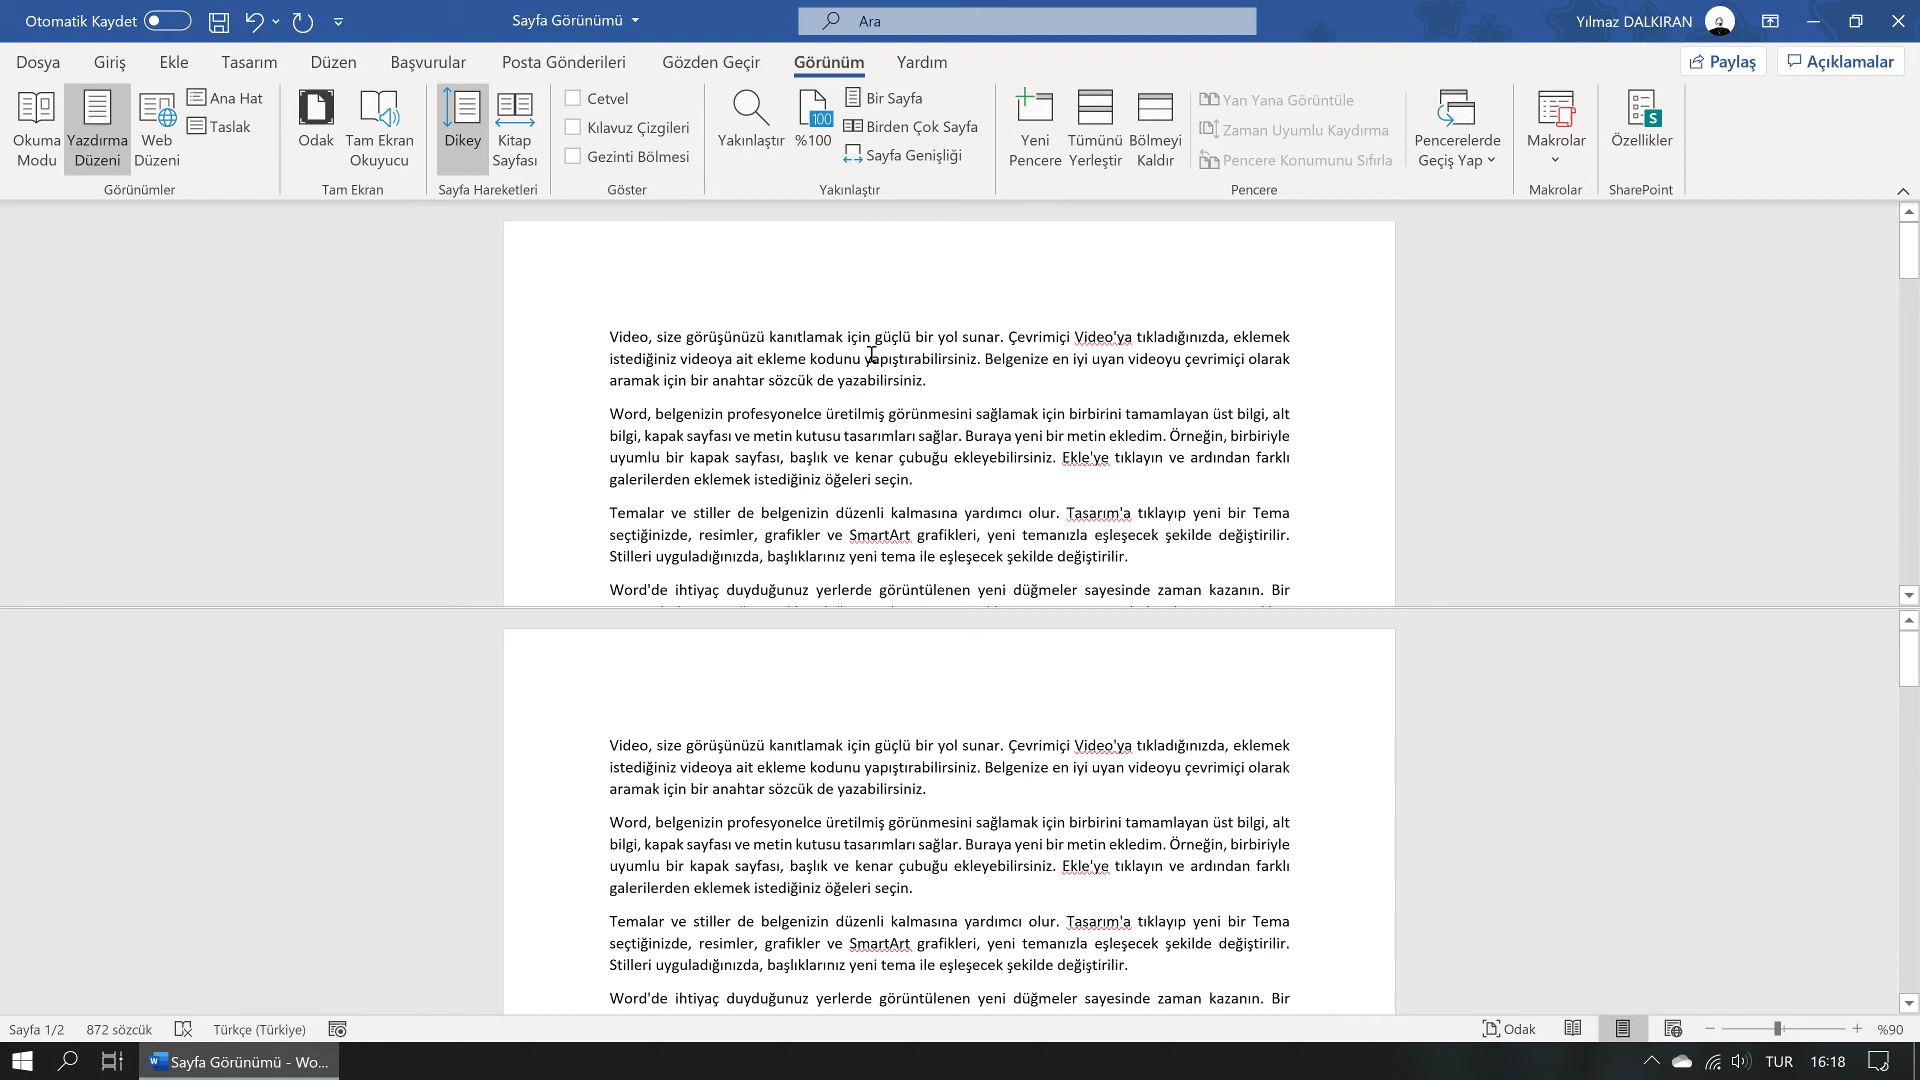 Otomatik Kaydet
Sayfa Görünümü
Ara
Yılmaz DALKIRAN
Dosya Giriş Ekle Tasarım Düzen Başvurular Posta Gönderileri Gözden Geçir Görünüm Yardım Paylaş Açıklamalar
Okuma Modu
Yazdırma Düzeni
Web Düzeni
Ana Hat
Taslak
Görünümler
Odak
Tam Ekran Okuyucu
Tam Ekran
Dikey
Kitap Sayfası
Sayfa Hareketleri
Cetvel
Kılavuz Çizgileri
Gezinti Bölmesi
Göster
Yakınlaştır
100
%100
Bir Sayfa
Birden Çok Sayfa
Sayfa Genişliği
Yakınlaştır
Yeni Pencere
Tümünü Yerleştir
Bölmeyi Kaldır
Yan Yana Görüntüle
Zaman Uyumlu Kaydırma
Pencere Konumunu Sıfırla
Pencerelerde Geçiş Yap
Pencere
Makrolar
Makrolar
S
Özellikler
SharePoint
Video, size görüşünüzü kanıtlamak için güçlü bir yol sunar. Çevrimiçi Video'ya tıkladığınızda, eklemek
istediğiniz videoya ait ekleme kodunu yapıştırabilirsiniz. Belgenize en iyi uyan videoyu çevrimiçi olarak
aramak için bir anahtar sözcük de yazabilirsiniz.
Word, belgenizin profesyonelce üretilmiş görünmesini sağlamak için birbirini tamamlayan üst bilgi, alt
bilgi, kapak sayfası ve metin kutusu tasarımları sağlar. Buraya yeni bir metin ekledim. Örneğin, birbiriyle
uyumlu bir kapak sayfası, başlık ve kenar çubuğu ekleyebilirsiniz. Ekle'ye tıklayın ve ardından farklı
galerilerden eklemek istediğiniz öğeleri seçin.
Temalar ve stiller de belgenizin düzenli kalmasına yardımcı olur. Tasarım'a tıklayıp yeni bir Tema
seçtiğinizde, resimler, grafikler ve SmartArt grafikleri, yeni temanızla eşleşecek şekilde değiştirilir.
Stilleri uyguladığınızda, başlıklarınız yeni tema ile eşleşecek şekilde değiştirilir.
Word'de ihtiyaç duyduğunuz yerlerde görüntülenen yeni düğmeler sayesinde zaman kazanın. Bir
Video, size görüşünüzü kanıtlamak için güçlü bir yol sunar. Çevrimiçi Video'ya tıkladığınızda, eklemek
istediğiniz videoya ait ekleme kodunu yapıştırabilirsiniz. Belgenize en iyi uyan videoyu çevrimiçi olarak
aramak için bir anahtar sözcük de yazabilirsiniz.
Word, belgenizin profesyonelce üretilmiş görünmesini sağlamak için birbirini tamamlayan üst bilgi, alt
bilgi, kapak sayfası ve metin kutusu tasarımları sağlar. Buraya yeni bir metin ekledim. Örneğin, birbiriyle
uyumlu bir kapak sayfası, başlık ve kenar çubuğu ekleyebilirsiniz. Ekle'ye tıklayın ve ardından farklı
galerilerden eklemek istediğiniz öğeleri seçin.
Temalar ve stiller de belgenizin düzenli kalmasına yardımcı olur. Tasarım'a tıklayıp yeni bir Tema
seçtiğinizde, resimler, grafikler ve SmartArt grafikleri, yeni temanızla eşleşecek şekilde değiştirilir.
Stilleri uyguladığınızda, başlıklarınız yeni tema ile eşleşecek şekilde değiştirilir.
Word'de ihtiyaç duyduğunuz yerlerde görüntülenen yeni düğmeler sayesinde zaman kazanın. Bir
Sayfa 1/2 872 sözcük Türkçe (Türkiye) Odak %90
Sayfa Görünümü - Wo... TUR 16:18